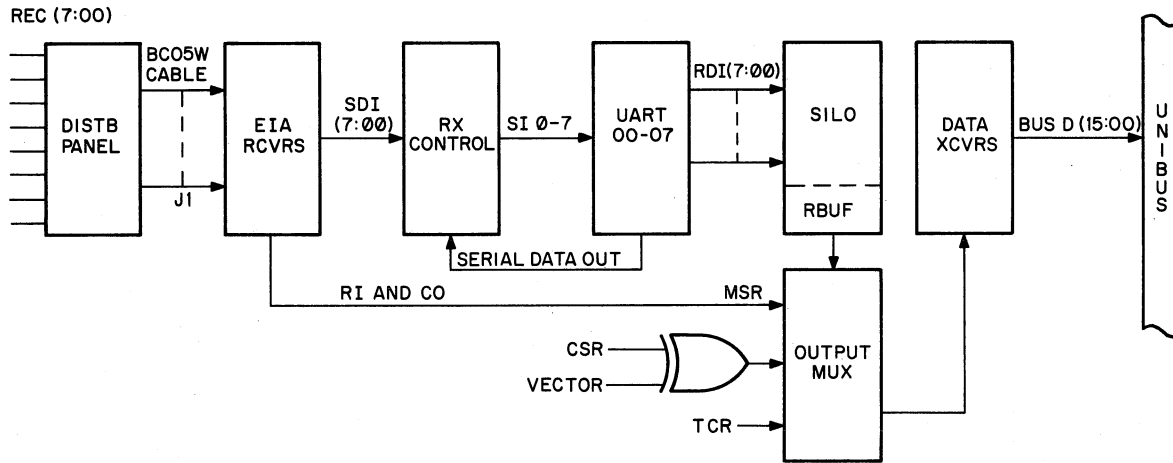 REC (7:00)
BC05W
CABLE
DISTB
PANEL
J1
EIA
RCVRS
SDI
(7:00)
RX
CONTROL
SI 0-7
UART
00-07
RDI(7:00)
SILO
RBUF
DATA
XCVRS
BUS D (15:00)
UNIBUS
SERIAL DATA OUT
RI AND CO
MSR
CSR
VECTOR
TCR
OUTPUT
MUX